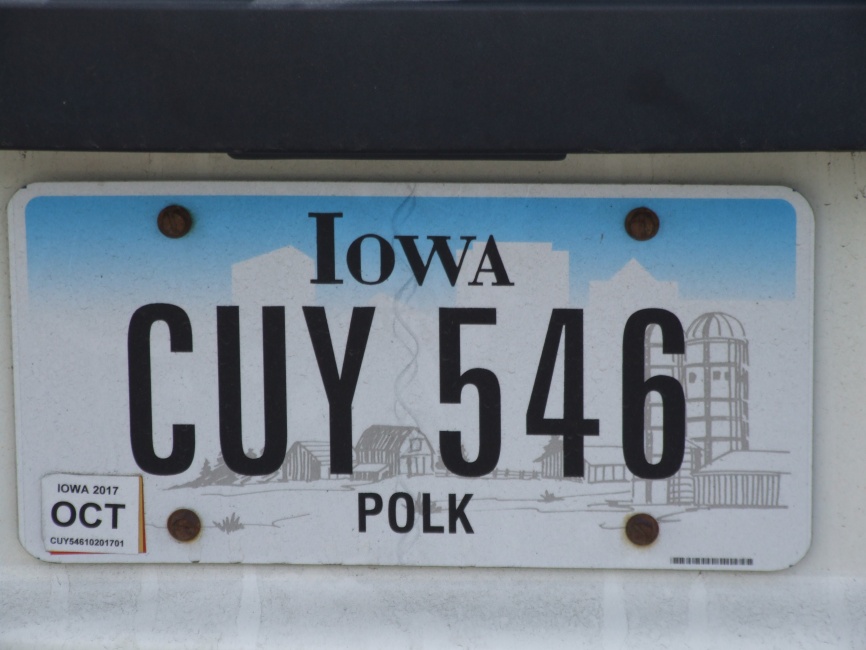 IOWA
CUY 546
IOWA 2017
OCT
CUY54610201701
POLK